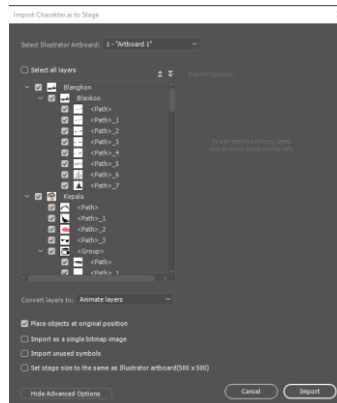 Import Charakter.ai to Stage
Select Illustrator Artboard: 1 - "Artboard 1"
Select all layers
Import Options:
Blangkon
Blankon
<Path>
<Path>_1
<Path>_2
<Path>_3
<Path>_4
<Path>_5
<Path>_6
<Path>_7
Kepala
<Path>
<Path>_1
<Path>_2
<Path>_3
<Group>
<Path>
<Path>_1
To set import options, select
one or more items on the left.
Convert layers to: Animate layers
Place objects at original position
Import as a single bitmap image
Import unused symbols
Set stage size to the same as Illustrator artboard(500 x 500)
Hide Advanced Options
Cancel
Import